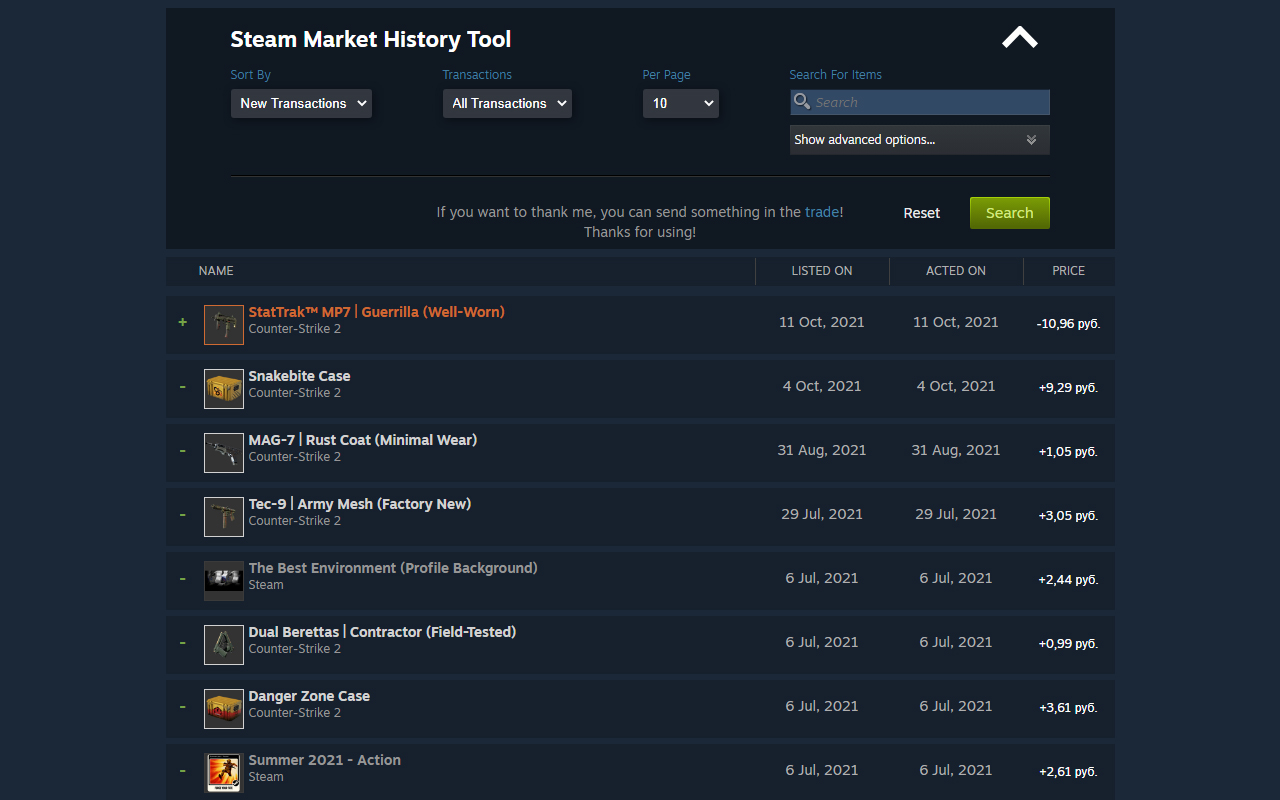 Steam Market History Tool
Sort By Transactions Per Page Search For Items
New Transactions All Transactions 10 Search
Show advanced options...
If you want to thank me, you can send something in the trade!
Thanks for using!
Reset Search
NAME LISTED ON ACTED ON PRICE
+ StatTrak™ MP7 | Guerrilla (Well-Worn)
Counter-Strike 2
11 Oct, 2021 11 Oct, 2021 -10,96 руб.
- Snakebite Case
Counter-Strike 2
4 Oct, 2021 4 Oct, 2021 +9,29 руб.
- MAG-7 | Rust Coat (Minimal Wear)
Counter-Strike 2
31 Aug, 2021 31 Aug, 2021 +1,05 руб.
- Tec-9 | Army Mesh (Factory New)
Counter-Strike 2
29 Jul, 2021 29 Jul, 2021 +3,05 руб.
- The Best Environment (Profile Background)
Steam
6 Jul, 2021 6 Jul, 2021 +2,44 руб.
- Dual Berettas | Contractor (Field-Tested)
Counter-Strike 2
6 Jul, 2021 6 Jul, 2021 +0,99 руб.
- Danger Zone Case
Counter-Strike 2
6 Jul, 2021 6 Jul, 2021 +3,61 руб.
- Summer 2021 - Action
Steam
6 Jul, 2021 6 Jul, 2021 +2,61 руб.